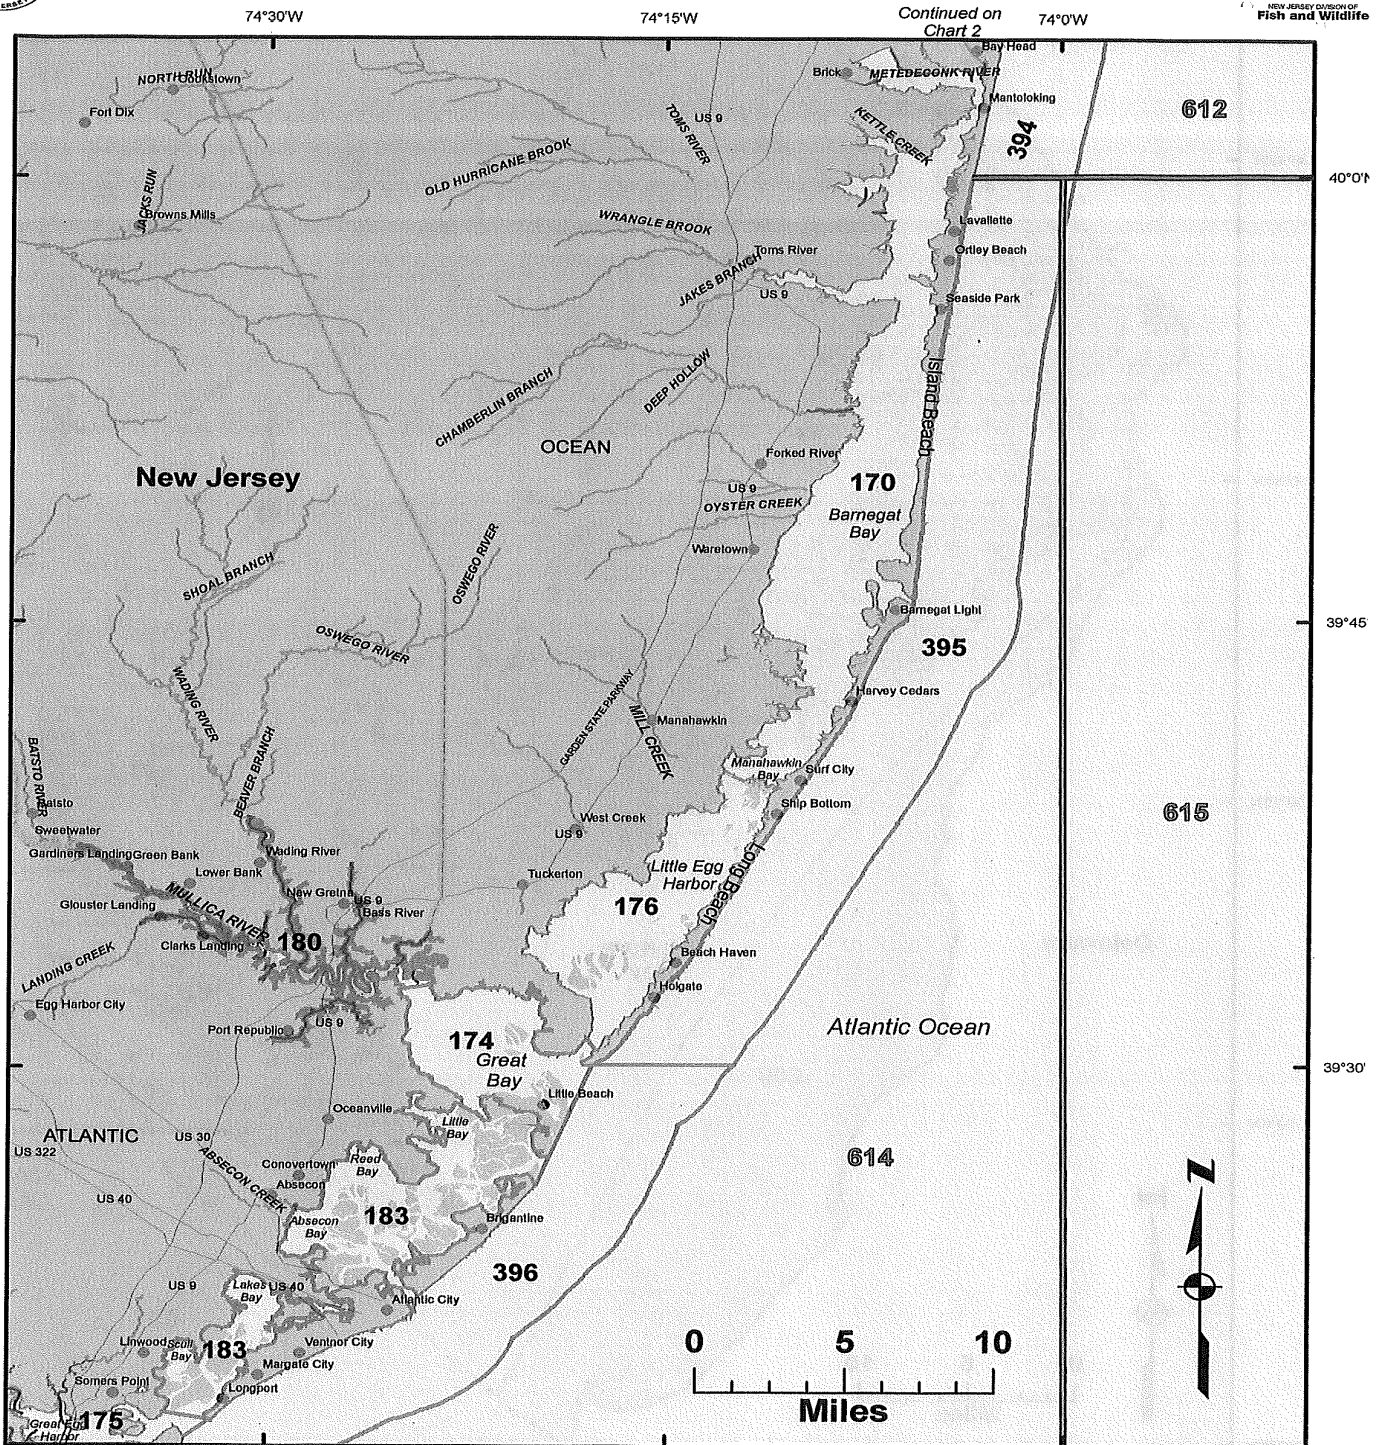 ERSEY
74°30'W
74°15'W
Continued on
Chart 2
74°0'W
NEW JERSEY DIVISION OF
Fish and Wildlife
Bay Head
NORTH RUN
Cookstown
Brick
METEDECONK RIVER
Fort Dix
Mantoloking
612
US 9
TOMS RIVER
KETTLE CREEK
394
OLD HURRICANE BROOK
40°0'N
JACKS RUN
Browns Mills
WRANGLE BROOK
Lavallette
Toms River
Ortley Beach
JAKES BRANCH
US 9
Seaside Park
Island Beach
CHAMBERLIN BRANCH
DEEP HOLLOW
OCEAN
Forked River
New Jersey
170
US 9
OYSTER CREEK
Barnegat
Bay
Waretown
OSWEGO RIVER
SHOAL BRANCH
Barnegat Light
39°45'
OSWEGO RIVER
395
WADING RIVER
GARDEN STATE PARKWAY
Harvey Cedars
MILL CREEK
Manahawkin
BATSTO RIVER
BEAVER BRANCH
Manahawkin
Bay
Surf City
Batsto
Ship Bottom
615
Sweetwater
West Creek
US 9
Gardiners Landing
Green Bank
Wading River
Lower Bank
Little Egg
Harbor
Long Beach
Tuckerton
New Gretna
US 9
Glouster Landing
MULLICA RIVER
Bass River
176
Clarks Landing
180
LANDING CREEK
Beach Haven
Holgate
Egg Harbor City
Port Republic
US 9
174
Great
Bay
Atlantic Ocean
39°30'
Little Beach
Oceanville
Little
Bay
ATLANTIC
US 30
US 322
ABSECON CREEK
Reed
Bay
614
Conovertown
Absecon
Z
US 40
Absecon
Bay
183
Brigantine
396
US 9
Lakes
Bay
US 40
Atlantic City
0 5 10
Miles
Linwood
Scull
Bay
183
Ventnor City
Margate City
Somers Point
Longport
Great Egg
Harbor
175